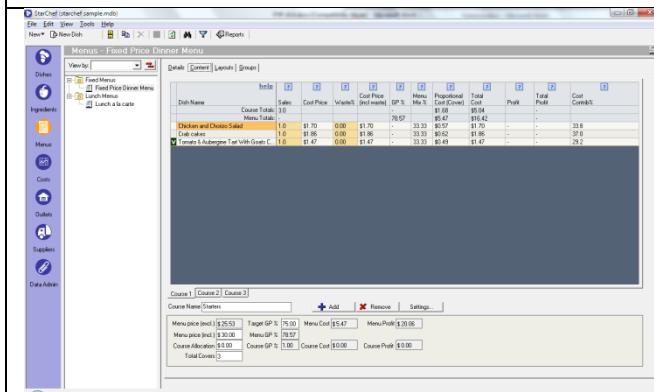 StarChef (starchef sample.mdb)
File Edit View Tools Help
New New Dish Reports
Menus - Fixed Price Dinner Menu
View by:
Fixed Menus
Fixed Price Dinner Menu
Lunch Menus
Lunch a la carte
Dishes
Ingredients
Menus
Costs
Outlets
Suppliers
Data Admin
Details Content Layouts Groups
help ? ? ? ? ? ? ? ? ? ? ?
Dish Name Sales Cost Price Waste% Cost Price (incl waste) GP % Menu Mix % Proportional Cost (Cover) Total Cost Profit Total Profit Cost Contrib%
Course Totals: 3.0 - $1.68 $5.04 - -
Menu Totals: 78.57 $5.47 $16.42 - -
Chicken and Chorizo Salad 1.0 $1.70 0.00 $1.70 - 33.33 $0.57 $1.70 - - 33.8
Crab cakes 1.0 $1.86 0.00 $1.86 - 33.33 $0.62 $1.86 - - 37.0
V Tomato & Aubergine Tart With Goats C... 1.0 $1.47 0.00 $1.47 - 33.33 $0.49 $1.47 - - 29.2
Course 1 Course 2 Course 3
Course Name Starters Add Remove Settings...
Menu price (excl.) $25.53 Target GP % 75.00 Menu Cost $5.47 Menu Profit $20.06
Menu price (incl.) $30.00 Menu GP % 78.57
Course Allocation $0.00 Course GP % 1.00 Course Cost $0.00 Course Profit $0.00
Total Covers 3